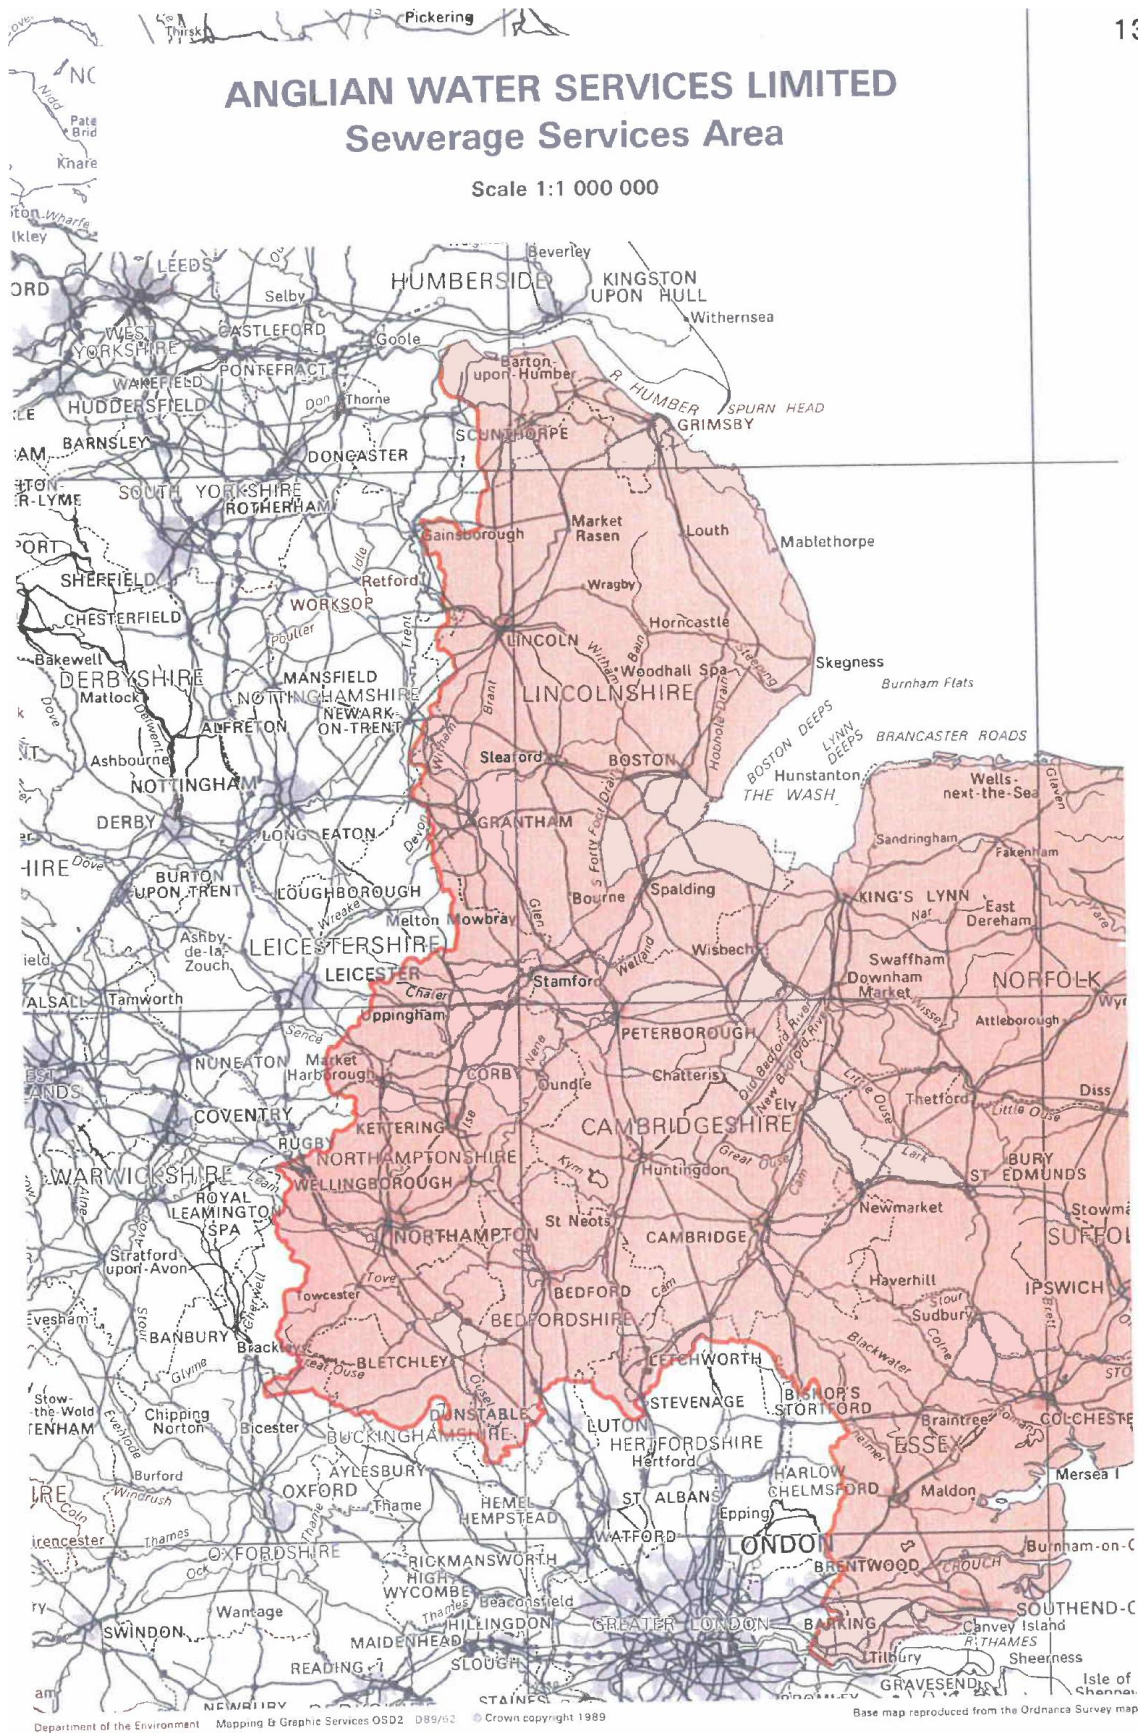 Pickering
Thirsk
13
ANGLIAN WATER SERVICES LIMITED
Sewerage Services Area
Scale 1:1 000 000
Nidd
Knare
Wharfe
lkley
Beverley
LEEDS
HUMBERSIDE
KINGSTON
UPON HULL
Selby
Withernsea
WEST
YORKSHIRE
CASTLEFORD
Goole
PONTEFRACT
Barton-
upon-Humber
WAKEFIELD
HUDDERSFIELD
Don
Thorne
R HUMBER
SPURN HEAD
GRIMSBY
BARNSLEY
SCUNTHORPE
DONCASTER
SOUTH YORKSHIRE
ROTHERHAM
Gainsborough
Market
Rasen
Louth
Mablethorpe
SHEFFIELD
Idle
Retford
WORKSOP
Wragby
CHESTERFIELD
Poulter
Trent
Horncastle
LINCOLN
Bakewell
Witham
Bain
Woodhall Spa
Steeping
Skegness
DERBYSHIRE
Matlock
MANSFIELD
NOTTINGHAMSHIRE
Brant
LINCOLNSHIRE
Burnham Flats
Dove
Derwent
ALFRETON
NEWARK-
ON-TRENT
Hobhole Drain
BOSTON DEEPS
LYNN
DEEPS
BRANCASTER ROADS
Ashbourne
Witham
Sleaford
BOSTON
Hunstanton
THE WASH
Wells-
next-the-Sea
Glaven
NOTTINGHAM
DERBY
LONG EATON
Devon
GRANTHAM
S Forty Foot Drain
Sandringham
Fakenham
HIRE
Dove
BURTON
UPON TRENT
LOUGHBOROUGH
Wreake
Melton Mowbray
Bourne
Spalding
KING'S LYNN
Nar
East
Dereham
Glen
Ashby-
de-la-
Zouch
LEICESTERSHIRE
LEICESTER
Welland
Wisbech
Swaffham
Downham
Market
NORFOLK
Tamworth
Chater
Uppingham
Stamford
Wissey
Attleborough
PETERBOROUGH
Sence
NUNEATON
Market
Harborough
CORBY
Nene
Oundle
Chatteris
Old Bedford River
New Bedford River
Little Ouse
Thetford
Diss
Little Ouse
COVENTRY
KETTERING
Ise
Ely
CAMBRIDGESHIRE
RUGBY
NORTHAMPTONSHIRE
Great Ouse
Cam
Lark
BURY
ST EDMUNDS
WARWICKSHIRE
Leam
WELLINGBOROUGH
Kym
Huntingdon
ROYAL
LEAMINGTON
SPA
Alne
Avon
NORTHAMPTON
St Neots
CAMBRIDGE
Newmarket
Stowma
SUFFOL
Stratford-
upon-Avon
Tove
Cam
Haverhill
IPSWICH
Towcester
BEDFORD
Stour
Sudbury
Brett
Evesham
Stour
BANBURY
Cherwell
BEDFORDSHIRE
Colne
Blackwater
Brackley
Great Ouse
BLETCHLEY
LETCHWORTH
Glyme
Ouse
Stow-
-the-Wold
Evenlode
Chipping
Norton
Bicester
DUNSTABLE
BUCKINGHAMSHIRE
LUTON
STEVENAGE
BISHOP'S
STORTFORD
Braintree
Roman
COLCHESTE
HERTFORDSHIRE
Hertford
ESSEX
AYLESBURY
HARLOW
CHELMSFORD
Mersea I
Burford
Windrush
OXFORD
Thame
Thame
HEMEL
HEMPSTEAD
ST ALBANS
Maldon
Coln
irencester
Epping
Thames
WATFORD
LONDON
Burnham-on-C
OXFORDSHIRE
Ock
RICKMANSWORTH
BRENTWOOD
CROUCH
HIGH
WYCOMBE
Beaconsfield
Wantage
Thames
HILLINGDON
GREATER LONDON
BARKING
SOUTHEND-O
Canvey Island
R. THAMES
SWINDON
MAIDENHEAD
SLOUGH
Tilbury
Sheerness
READING
GRAVESEND
Isle of
Sheppey
NEWBURY
STAINES
BROMLEY
Department of the Environment Mapping & Graphic Services OSD2 D89/62 © Crown copyright 1989
Base map reproduced from the Ordnance Survey map